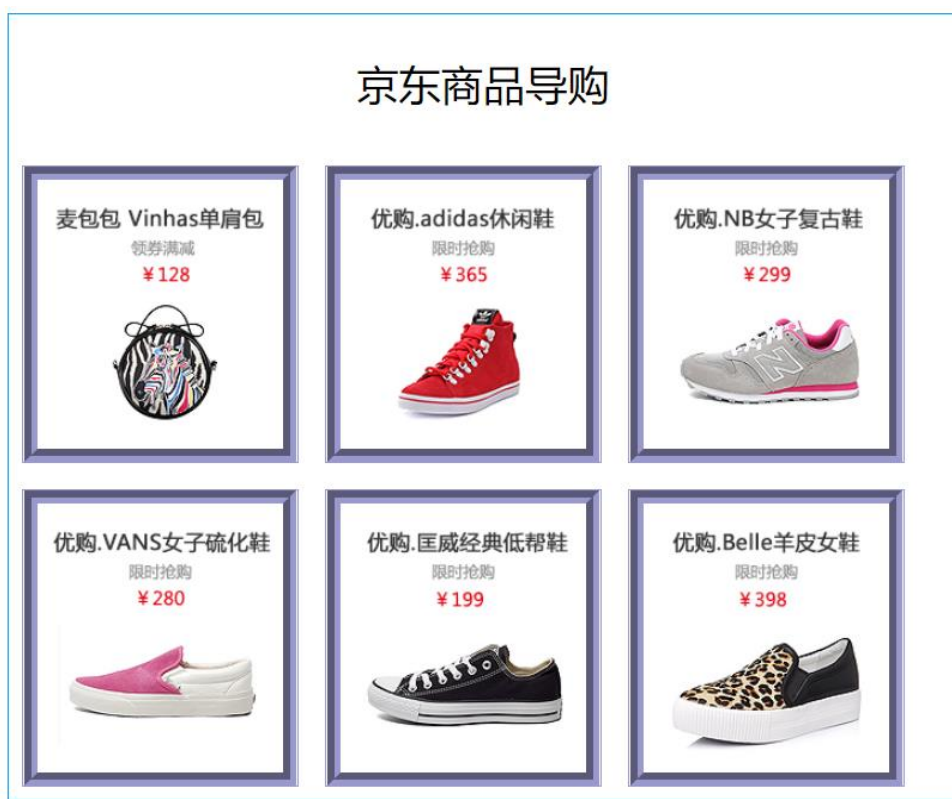 京东商品导购
麦包包 Vinhas单肩包
领券满减
¥128
优购.adidas休闲鞋
限时抢购
¥365
优购.NB女子复古鞋
限时抢购
¥299
N
优购.VANS女子硫化鞋
限时抢购
¥280
优购.匡威经典低帮鞋
限时抢购
¥199
优购.Belle羊皮女鞋
限时抢购
¥398